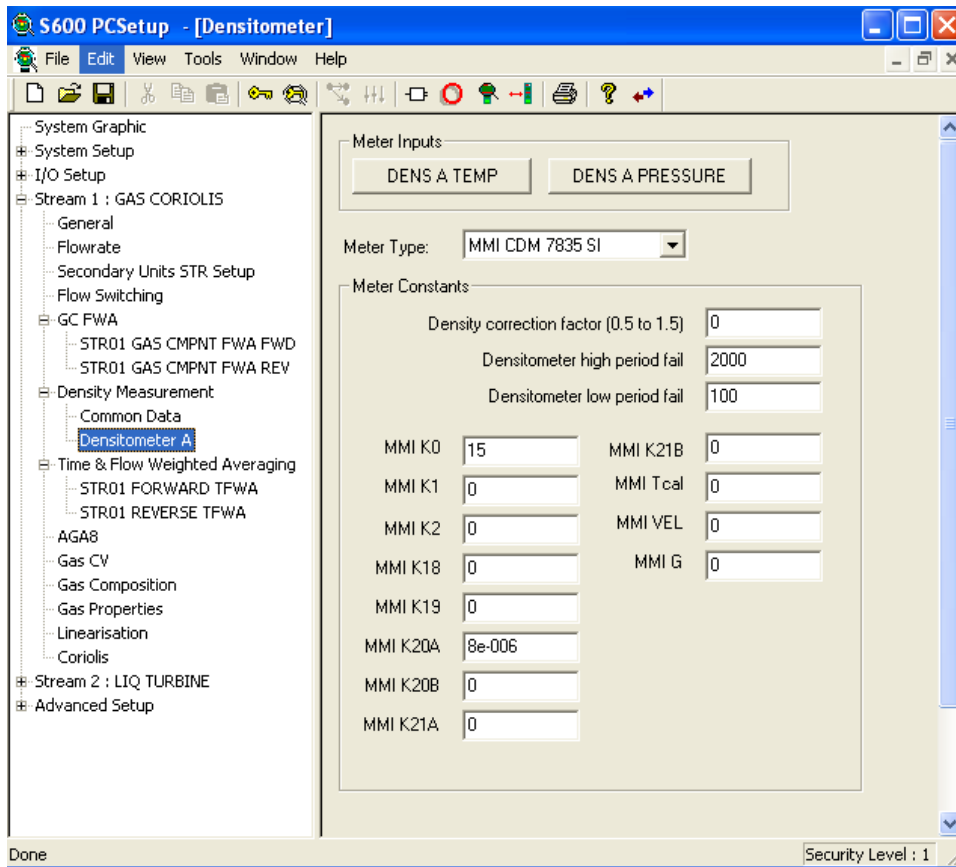 S600 PCSetup - [Densitometer]
File Edit View Tools Window Help
System Graphic
System Setup
I/O Setup
Stream 1 : GAS CORIOLIS
General
Flowrate
Secondary Units STR Setup
Flow Switching
GC FWA
STR01 GAS CMPNT FWA FWD
STR01 GAS CMPNT FWA REV
Density Measurement
Common Data
Densitometer A
Time & Flow Weighted Averaging
STR01 FORWARD TFWA
STR01 REVERSE TFWA
AGA8
Gas CV
Gas Composition
Gas Properties
Linearisation
Coriolis
Stream 2 : LIQ TURBINE
Advanced Setup
Meter Inputs
DENS A TEMP DENS A PRESSURE
Meter Type: MMI CDM 7835 SI
Meter Constants
Density correction factor (0.5 to 1.5) 0
Densitometer high period fail 2000
Densitometer low period fail 100
MMI K0 15 MMI K21B 0
MMI K1 0 MMI Tcal 0
MMI K2 0 MMI VEL 0
MMI K18 0 MMI G 0
MMI K19 0
MMI K20A 8e-006
MMI K20B 0
MMI K21A 0
Done Security Level : 1